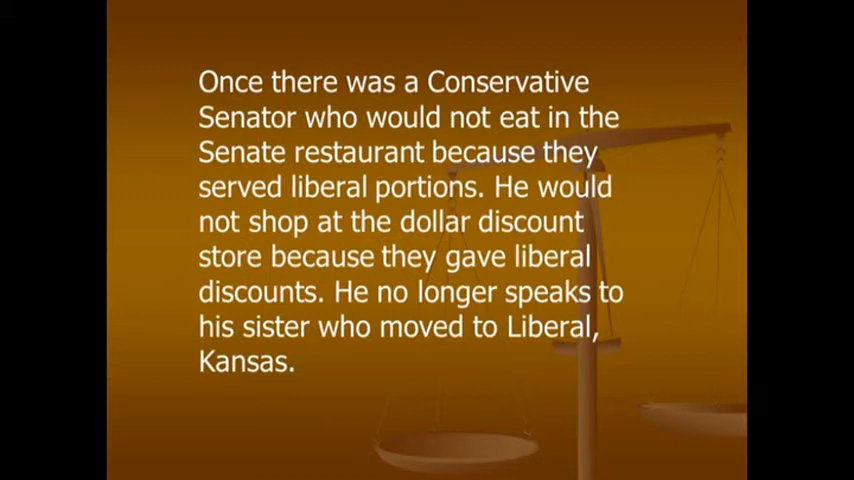 Once there was a Conservative
Senator who would not eat in the
Senate restaurant because they
served liberal portions. He would
not shop at the dollar discount
store because they gave liberal
discounts. He no longer speaks to
his sister who moved to Liberal,
Kansas.